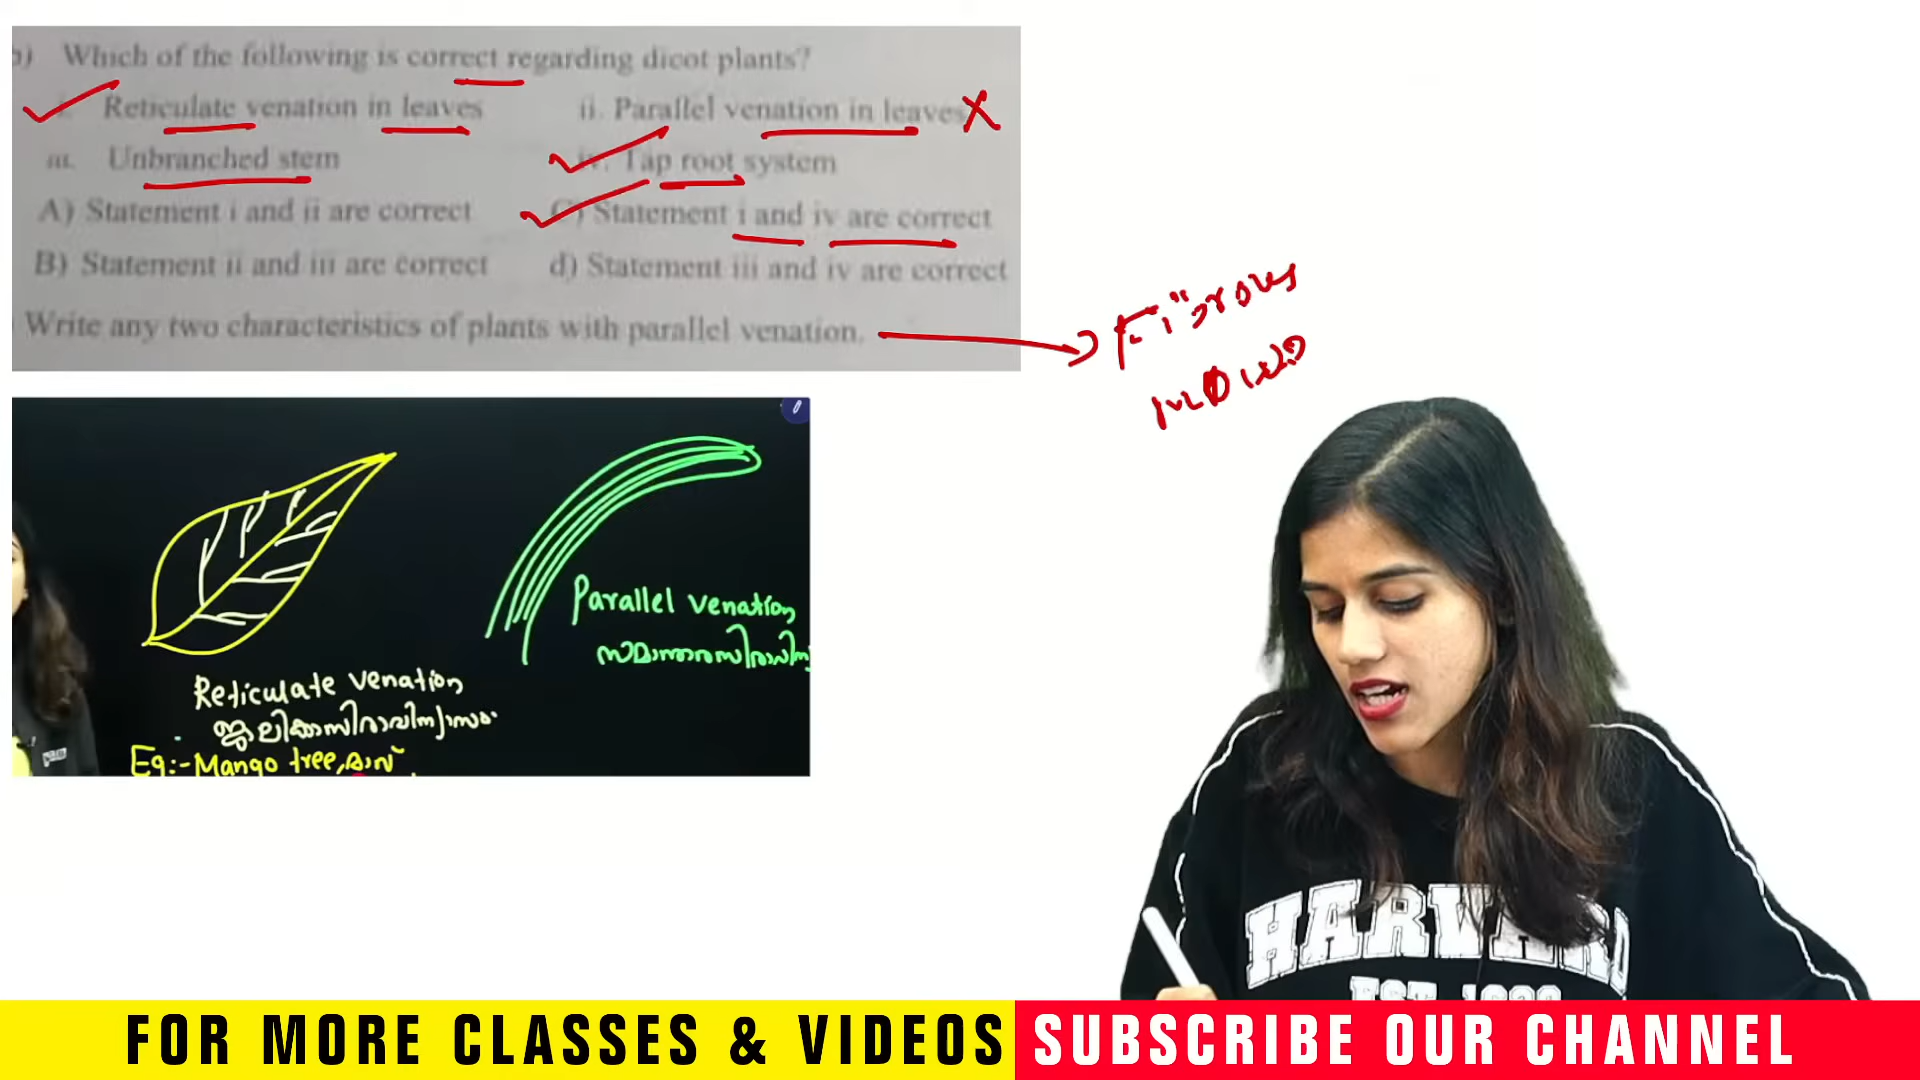 b) Which of the following is correct regarding dicot plants?
i. Reticulate venation in leaves
ii. Parallel venation in leaves X
iii. Unbranched stem
iv. Tap root system
A) Statement i and ii are correct
C) Statement i and iv are correct
B) Statement ii and iii are correct
d) Statement iii and iv are correct
Write any two characteristics of plants with parallel venation.
Fibrous
Parallel venation
Reticulate venation
ജാലികാസിരാവിന്യാസം
Eg:- Mango tree,
HARVARD
FOR MORE CLASSES & VIDEOS SUBSCRIBE OUR CHANNEL